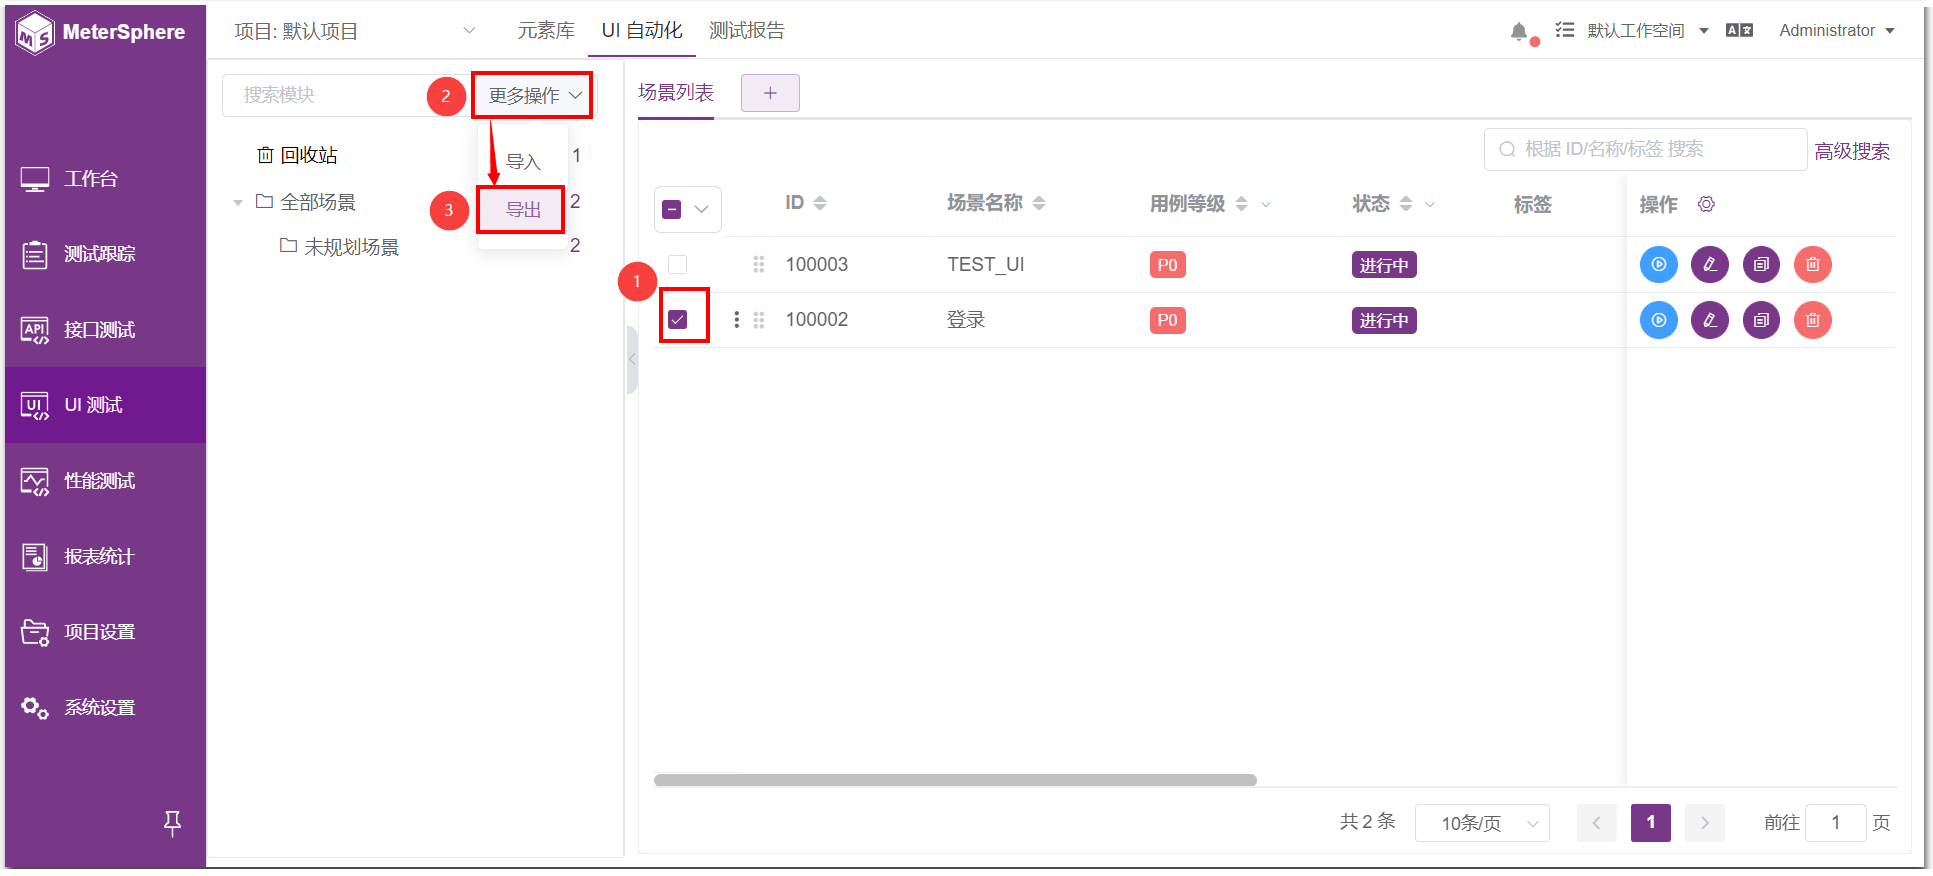 MeterSphere
项目: 默认项目
元素库
UI 自动化
测试报告
默认工作空间
Administrator
搜索模块
2
更多操作
导入
3
导出
回收站
1
全部场景
2
未规划场景
2
工作台
测试跟踪
API
接口测试
UI
UI 测试
性能测试
报表统计
项目设置
系统设置
场景列表
+
根据 ID/名称/标签 搜索
高级搜索
ID
场景名称
用例等级
状态
标签
操作
100003
TEST_UI
P0
进行中
1
100002
登录
P0
进行中
共 2 条
10条/页
1
前往
1
页